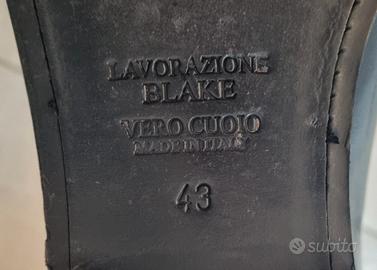 LAVORAZIONE
BLAKE
VERO CUOIO
MADE IN ITALY
43
subito